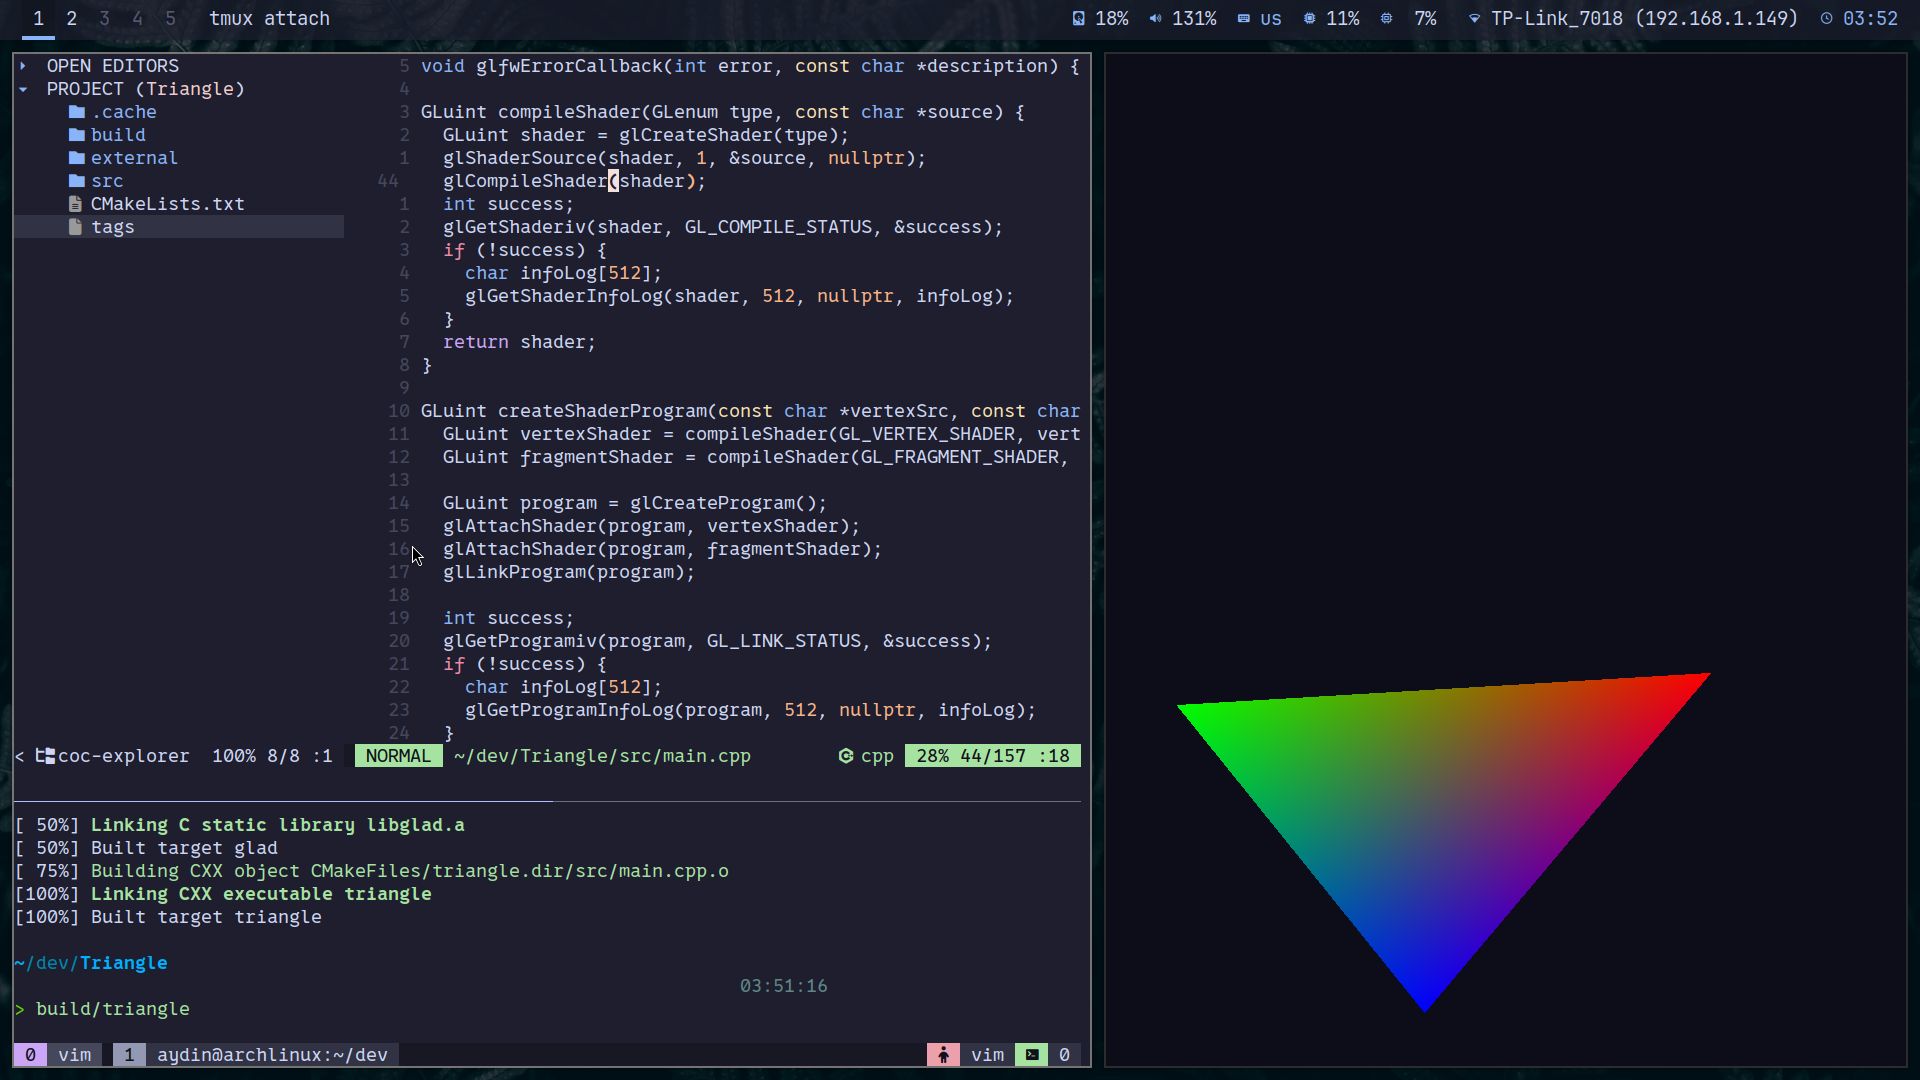 1 2 3 4 5 tmux attach 18% 131% us 11% 7% TP-Link_7018 (192.168.1.149) 03:52
OPEN EDITORS
PROJECT (Triangle)
.cache
build
external
src
CMakeLists.txt
tags
5 void glfwErrorCallback(int error, const char *description) {
4
3 GLuint compileShader(GLenum type, const char *source) {
2 GLuint shader = glCreateShader(type);
1 glShaderSource(shader, 1, &source, nullptr);
44 glCompileShader(shader);
1 int success;
2 glGetShaderiv(shader, GL_COMPILE_STATUS, &success);
3 if (!success) {
4 char infoLog[512];
5 glGetShaderInfoLog(shader, 512, nullptr, infoLog);
6 }
7 return shader;
8 }
9
10 GLuint createShaderProgram(const char *vertexSrc, const char
11 GLuint vertexShader = compileShader(GL_VERTEX_SHADER, vert
12 GLuint fragmentShader = compileShader(GL_FRAGMENT_SHADER,
13
14 GLuint program = glCreateProgram();
15 glAttachShader(program, vertexShader);
16 glAttachShader(program, fragmentShader);
17 glLinkProgram(program);
18
19 int success;
20 glGetProgramiv(program, GL_LINK_STATUS, &success);
21 if (!success) {
22 char infoLog[512];
23 glGetProgramInfoLog(program, 512, nullptr, infoLog);
24 }
< coc-explorer 100% 8/8 :1 NORMAL ~/dev/Triangle/src/main.cpp cpp 28% 44/157 :18
[ 50%] Linking C static library libglad.a
[ 50%] Built target glad
[ 75%] Building CXX object CMakeFiles/triangle.dir/src/main.cpp.o
[100%] Linking CXX executable triangle
[100%] Built target triangle
~/dev/Triangle
03:51:16
> build/triangle
0 vim 1 aydin@archlinux:~/dev vim 0